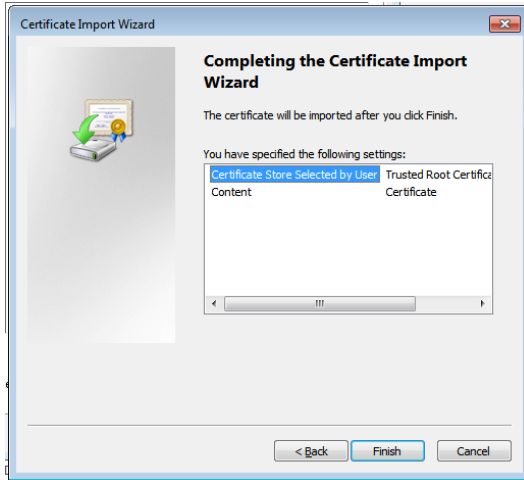 Certificate Import Wizard
Completing the Certificate Import
Wizard
The certificate will be imported after you click Finish.
You have specified the following settings:
Certificate Store Selected by User Trusted Root Certifica
Content Certificate
< Back Finish Cancel